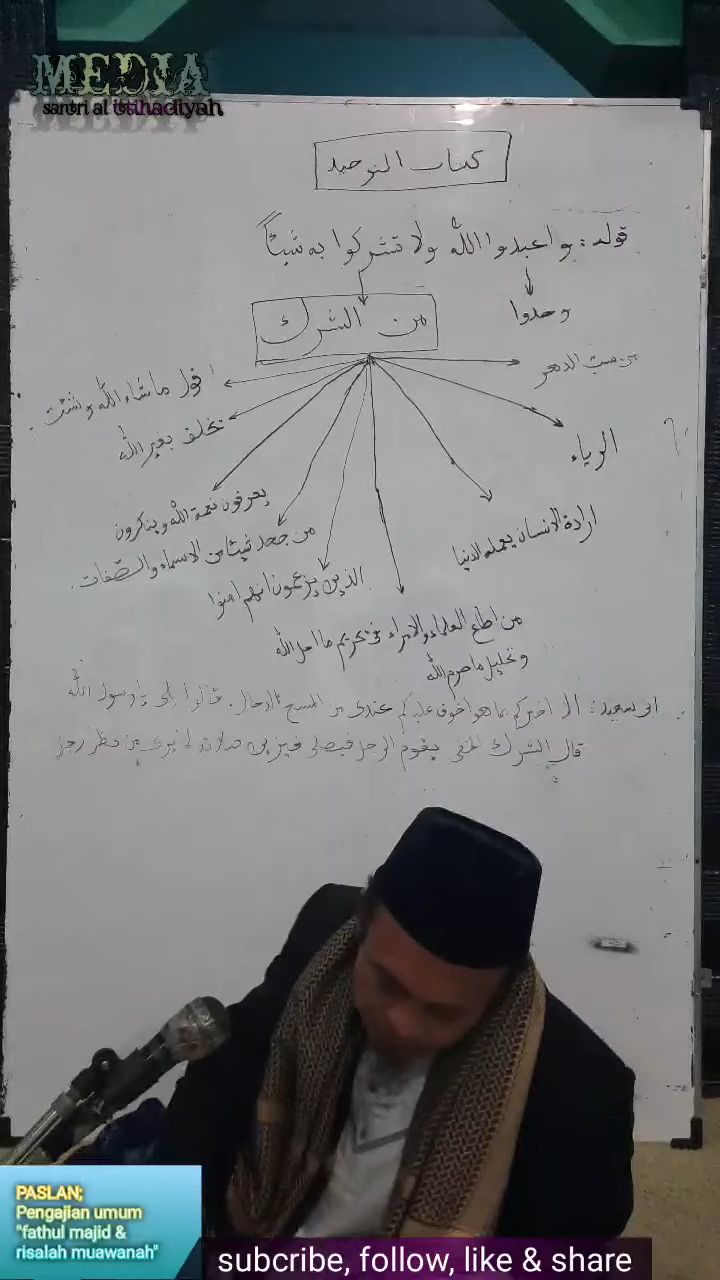 MEDIA
santri al ittihadiyah
كتاب التوحيد
قوله: واعبدوا الله ولا تشركوا به شيئاً
وحدوا
من الشرك
من سب الدهر
الرياء
ارادة الانسان بعمله الدنيا
من اطاع العلماء والامراء في تحريم ما احل الله
وتحليل ما حرم الله
الذين يزعمون انهم امنوا
من جحد شيئا من الاسماء والصفات
يعرفون نعمة الله وينكرون
تحلف بغير الله
قول ما شاء الله وشئت
ابي سعيد: الا اخبركم بما هو اخوف عليكم عندي من المسيح الدجال. قالوا بلى يا رسول الله
قال الشرك الخفي يقوم الرجل فيصلي فيزين صلاته لما يرى من نظر رجل
PASLAN;
Pengajian umum
"fathul majid &
risalah muawanah"
subcribe, follow, like & share